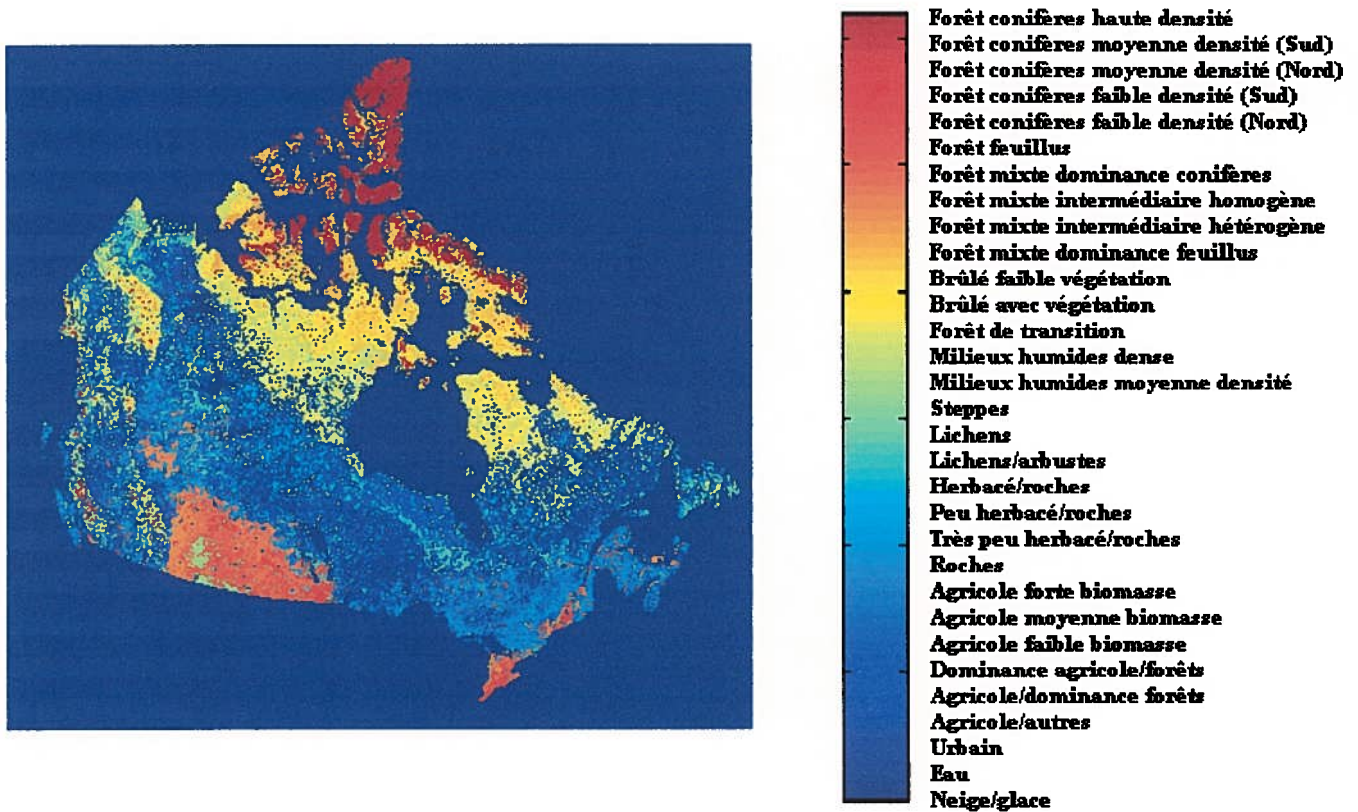 Forêt conifères haute densité
Forêt conifères moyenne densité (Sud)
Forêt conifères moyenne densité (Nord)
Forêt conifères faible densité (Sud)
Forêt conifères faible densité (Nord)
Forêt feuillus
Forêt mixte dominance conifères
Forêt mixte intermédiaire homogène
Forêt mixte intermédiaire hétérogène
Forêt mixte dominance feuillus
Brûlé faible végétation
Brûlé avec végétation
Forêt de transition
Milieux humides dense
Milieux humides moyenne densité
Steppes
Lichens
Lichens/arbustes
Herbacé/roches
Peu herbacé/roches
Très peu herbacé/roches
Roches
Agricole forte biomasse
Agricole moyenne biomasse
Agricole faible biomasse
Dominance agricole/forêts
Agricole/dominance forêts
Agricole/autres
Urbain
Eau
Neige/glace